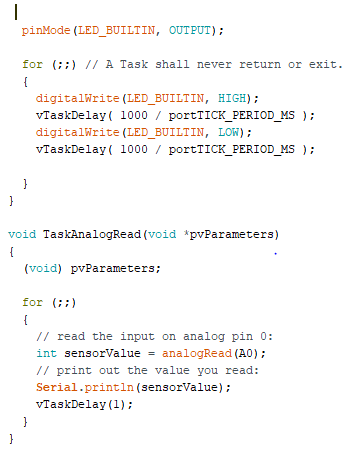 pinMode(LED_BUILTIN, OUTPUT);
for (;;) // A Task shall never return or exit.
{
digitalWrite(LED_BUILTIN, HIGH);
vTaskDelay( 1000 / portTICK_PERIOD_MS );
digitalWrite(LED_BUILTIN, LOW);
vTaskDelay( 1000 / portTICK_PERIOD_MS );
}
}
void TaskAnalogRead(void *pvParameters)
{
(void) pvParameters;
for (;;)
{
// read the input on analog pin 0:
int sensorValue = analogRead(A0);
// print out the value you read:
Serial.println(sensorValue);
vTaskDelay(1);
}
}